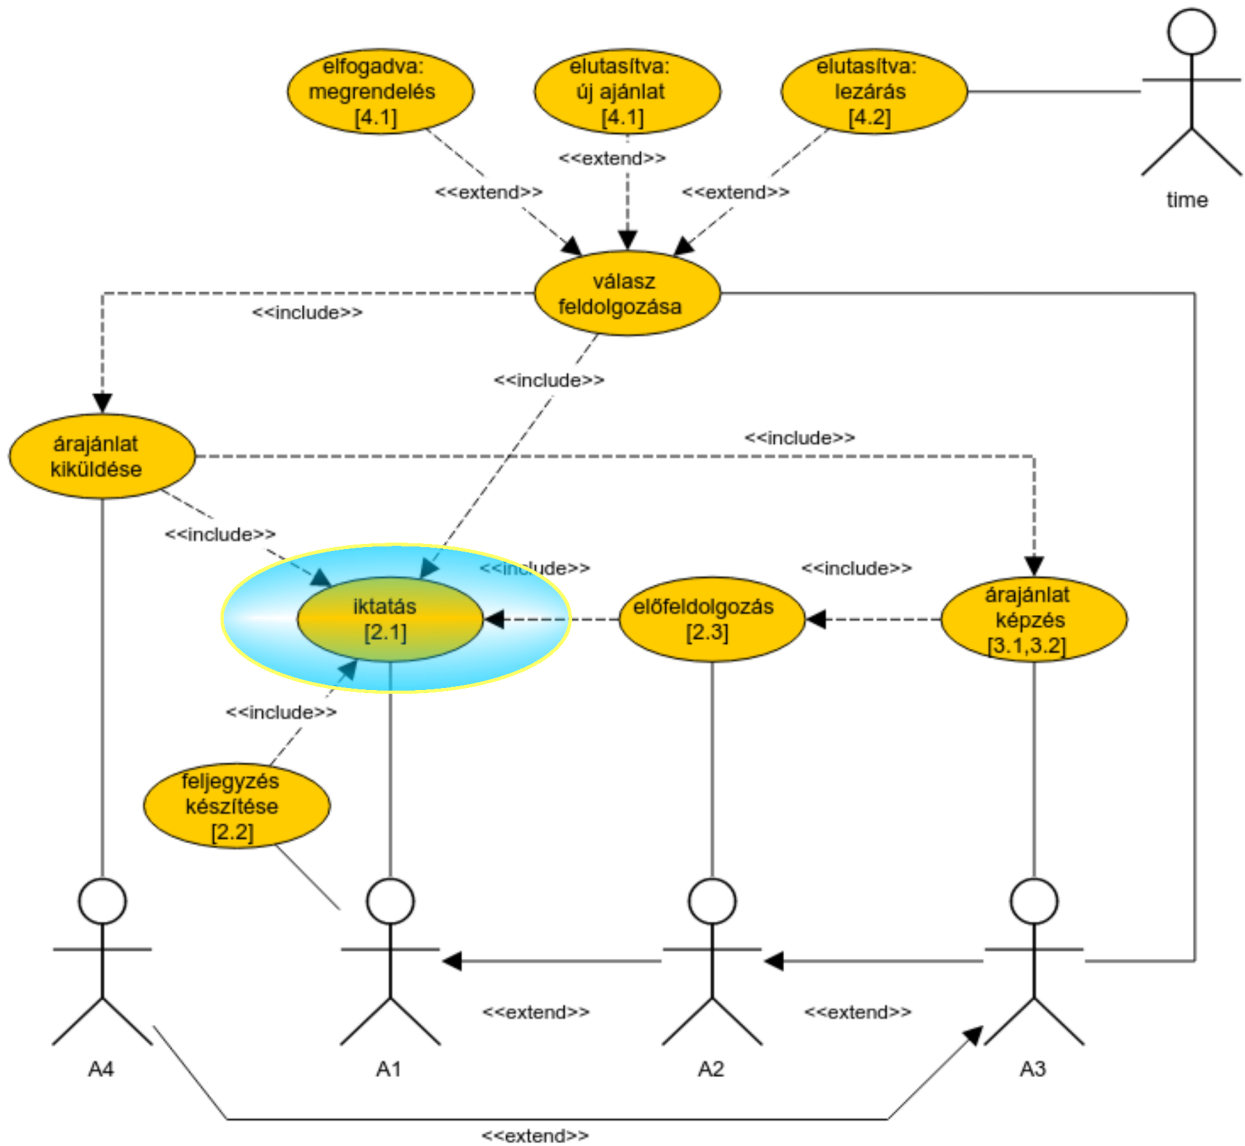 elfogadva:
megrendelés
[4.1]
elutasítva:
új ajánlat
[4.1]
elutasítva:
lezárás
[4.2]
time
<<extend>>
<<extend>>
<<extend>>
válasz
feldolgozása
<<include>>
<<include>>
árajánlat
kiküldése
<<include>>
<<include>>
<<include>>
<<include>>
iktatás
[2.1]
előfeldolgozás
[2.3]
árajánlat
képzés
[3.1,3.2]
<<include>>
feljegyzés
készítése
[2.2]
<<extend>>
<<extend>>
A4
A1
A2
A3
<<extend>>